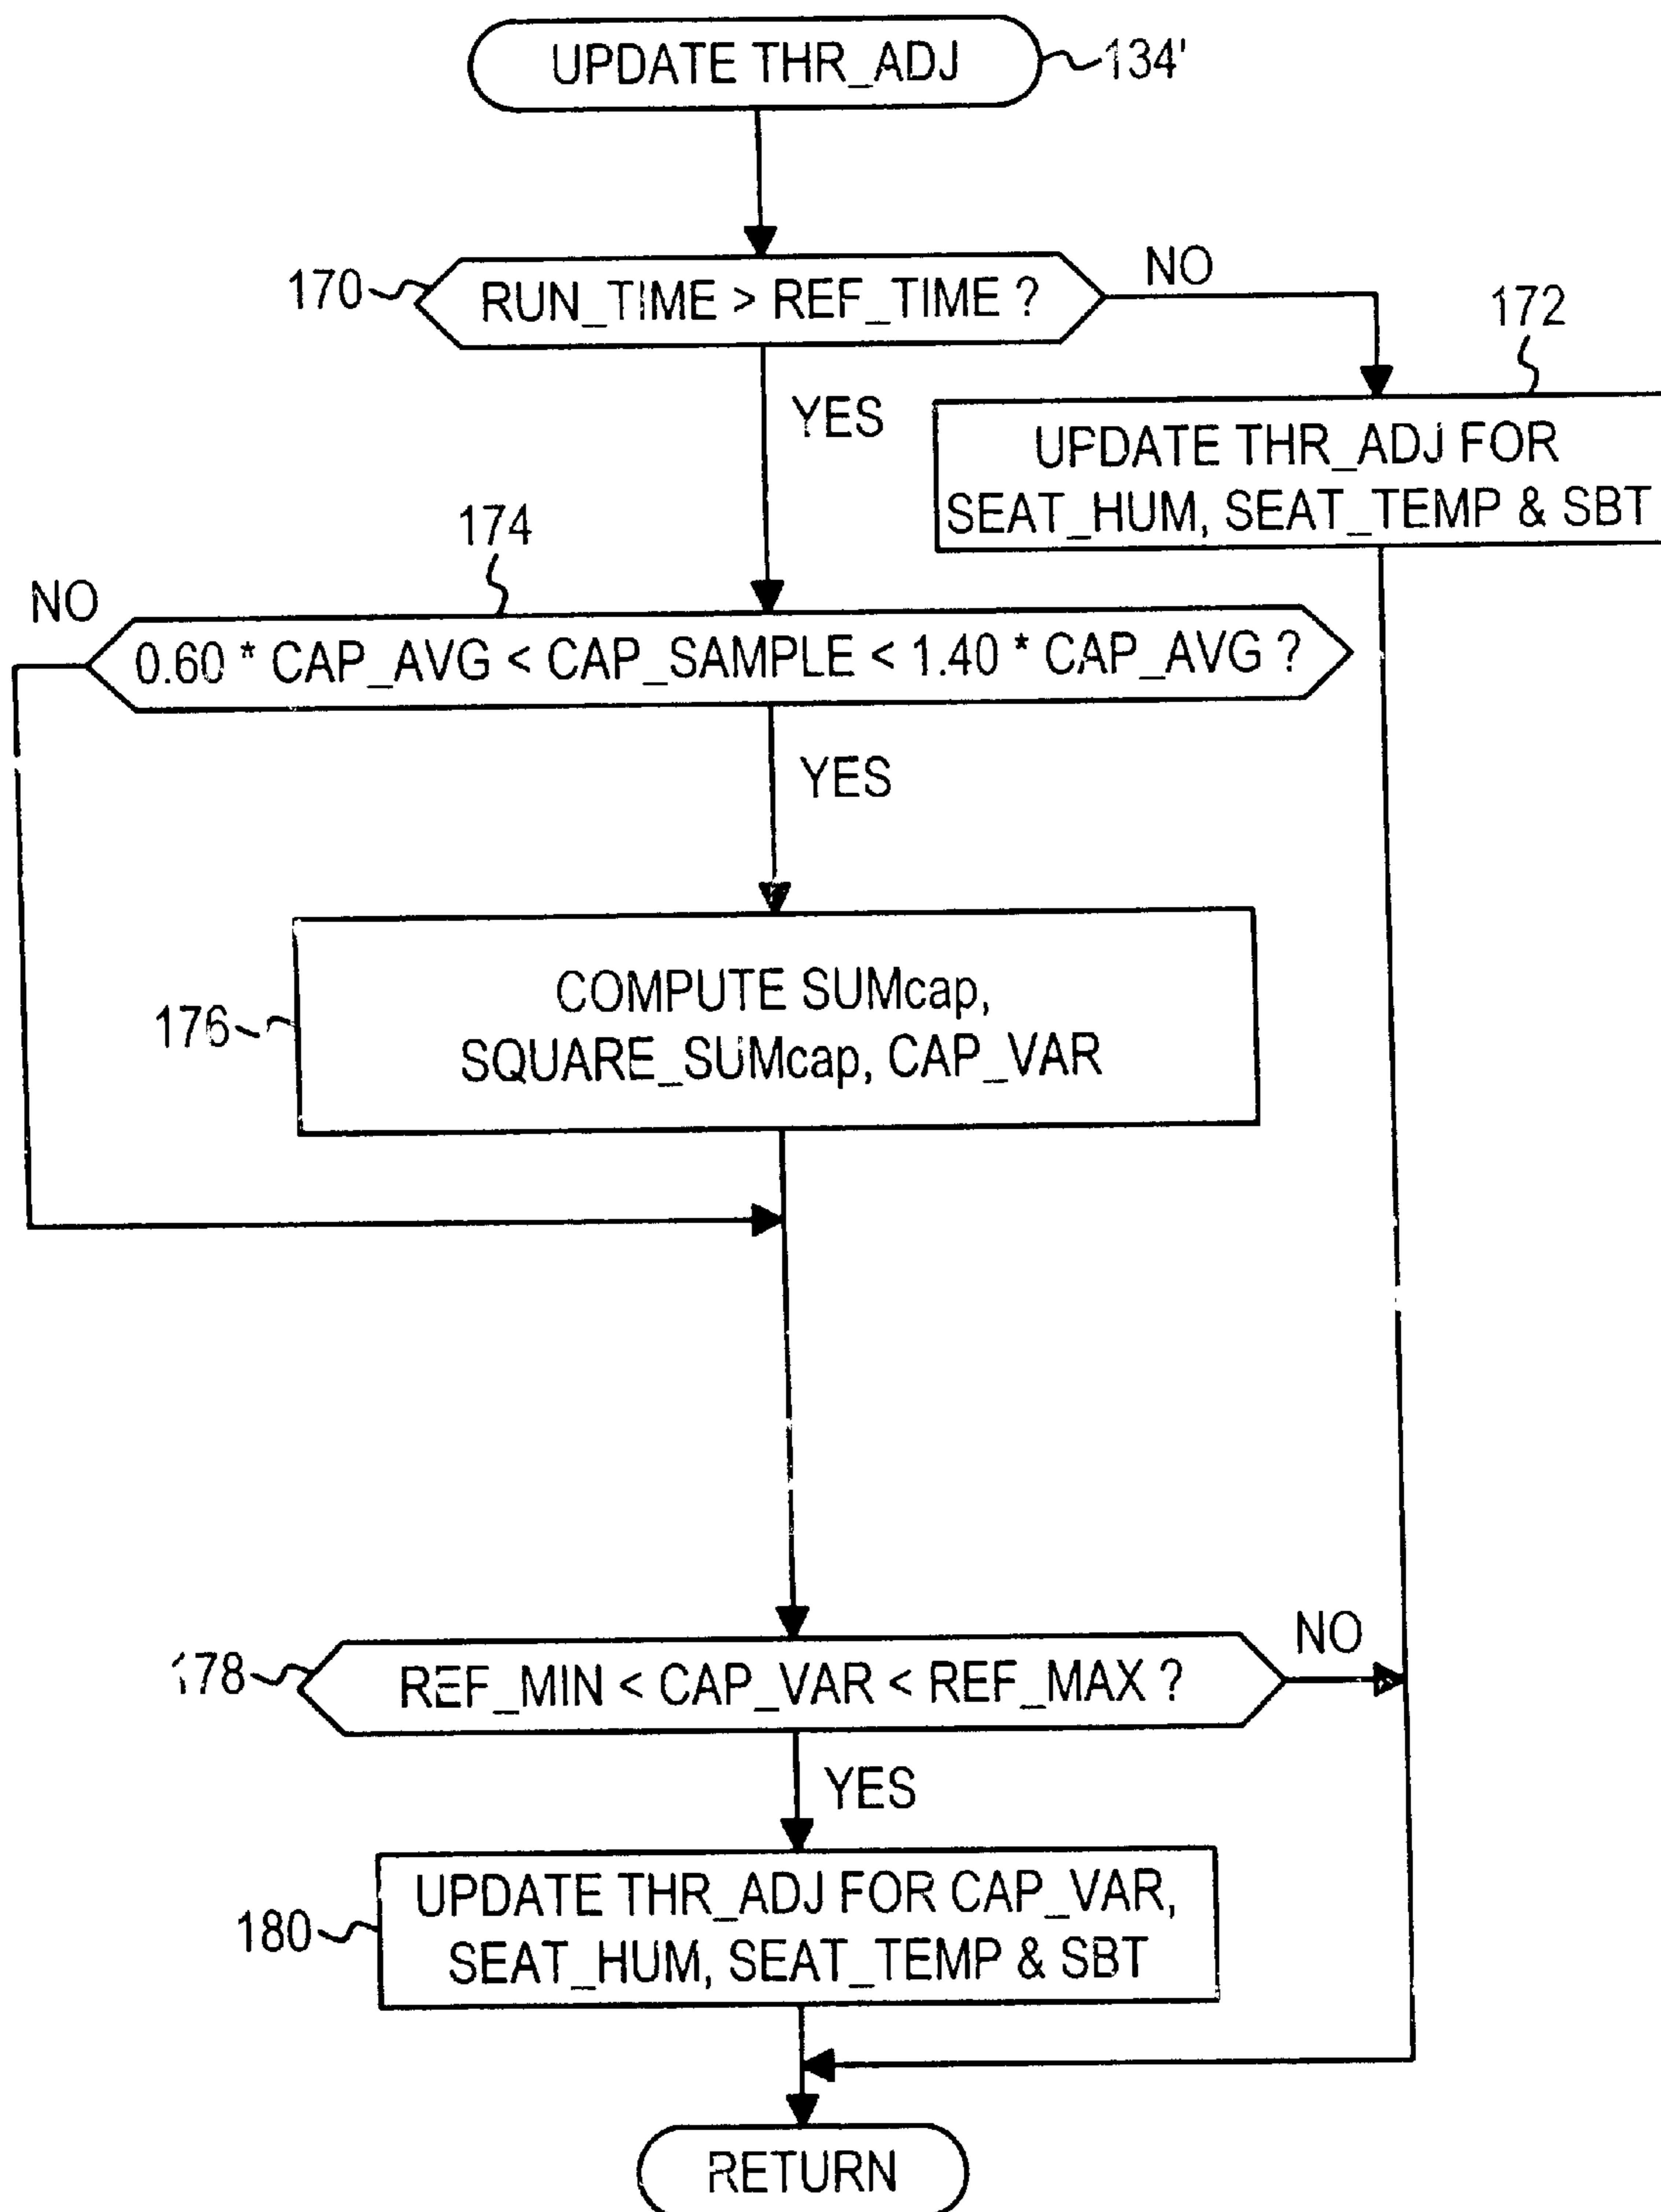 UPDATE THR_ADJ
134'
170
RUN_TIME > REF_TIME ?
NO
172
YES
UPDATE THR_ADJ FOR
SEAT_HUM, SEAT_TEMP & SBT
174
NO
0.60 * CAP_AVG < CAP_SAMPLE < 1.40 * CAP_AVG ?
YES
176
COMPUTE SUMcap,
SQUARE_SUMcap, CAP_VAR
178
REF_MIN < CAP_VAR < REF_MAX ?
NO
YES
180
UPDATE THR_ADJ FOR CAP_VAR,
SEAT_HUM, SEAT_TEMP & SBT
RETURN